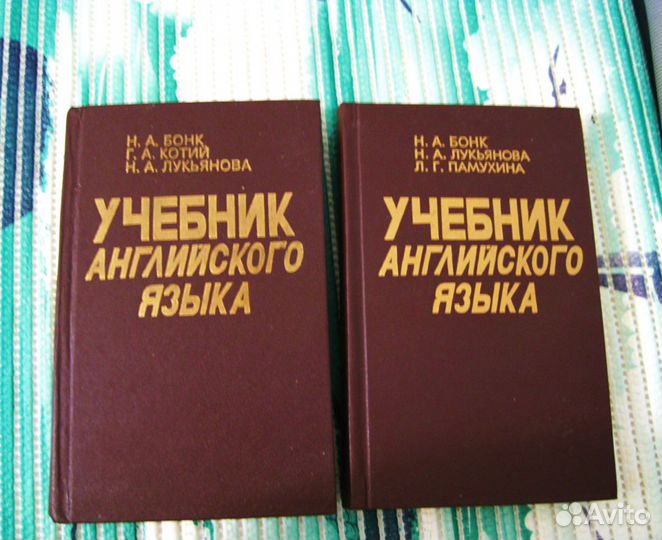 Н. А. БОНК
Г. А. КОТИЙ
Н. А. ЛУКЬЯНОВА
УЧЕБНИК
АНГЛИЙСКОГО
ЯЗЫКА
Н. А. БОНК
Н. А. ЛУКЬЯНОВА
Л. Г. ПАМУХИНА
УЧЕБНИК
АНГЛИЙСКОГО
ЯЗЫКА
Avito